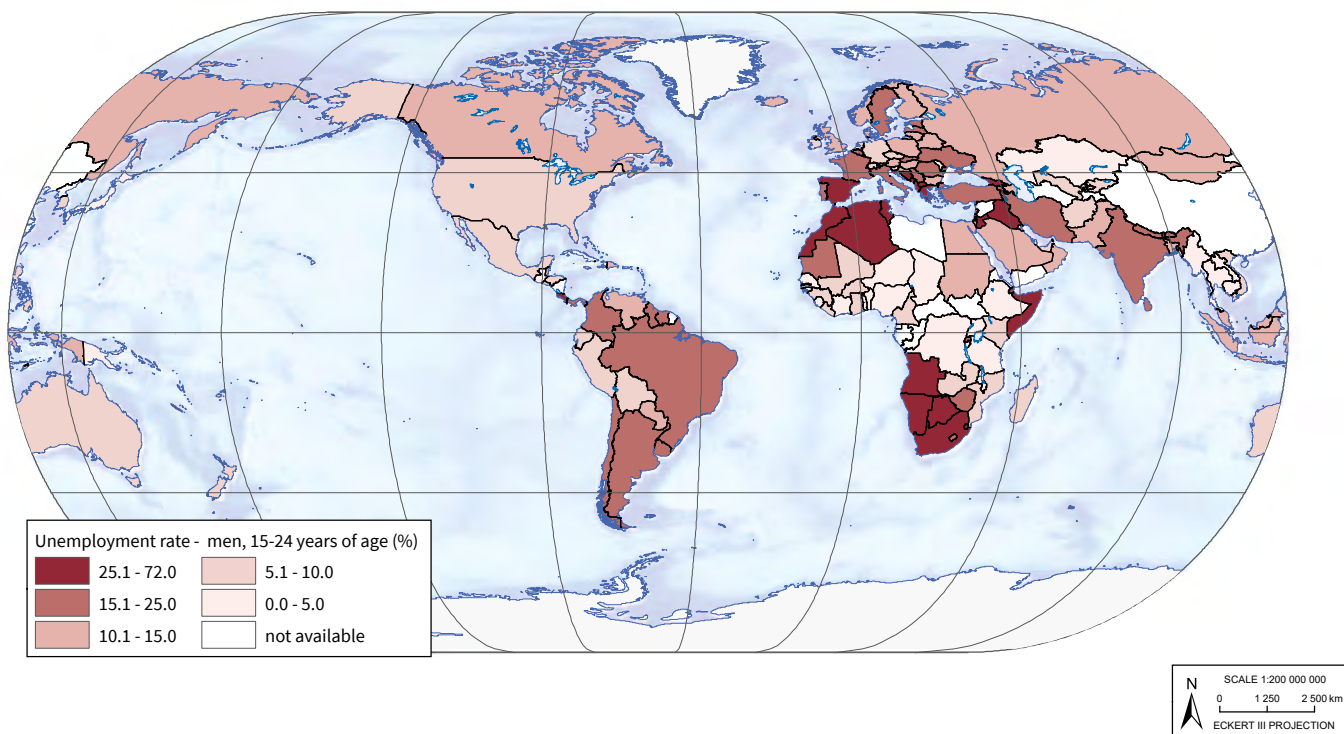 Unemployment rate - men, 15-24 years of age (%)
25.1 - 72.0
15.1 - 25.0
10.1 - 15.0
5.1 - 10.0
0.0 - 5.0
not available
N
SCALE 1:200 000 000
0 1 250 2 500 km
ECKERT III PROJECTION